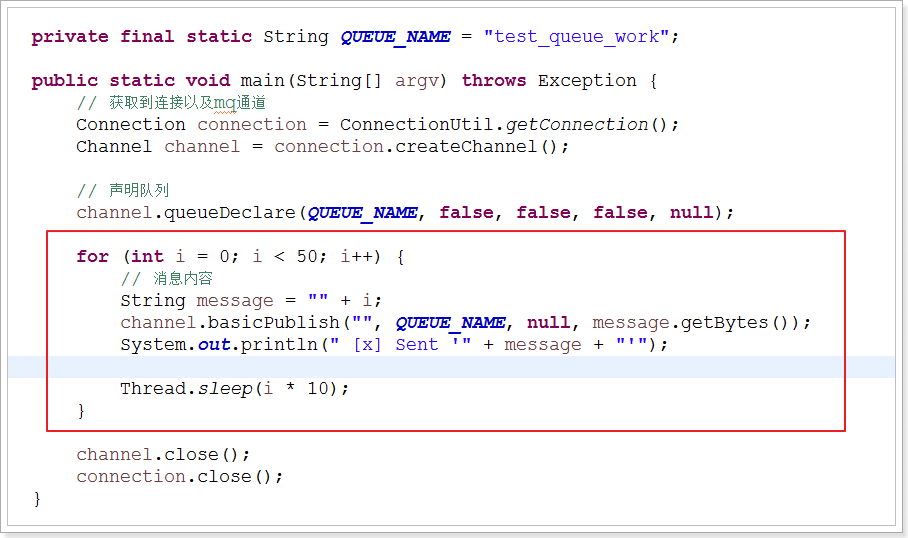 private final static String QUEUE_NAME = "test_queue_work";
public static void main(String[] argv) throws Exception {
// 获取到连接以及mq通道
Connection connection = ConnectionUtil.getConnection();
Channel channel = connection.createChannel();
// 声明队列
channel.queueDeclare(QUEUE_NAME, false, false, false, null);
for (int i = 0; i < 50; i++) {
// 消息内容
String message = "" + i;
channel.basicPublish("", QUEUE_NAME, null, message.getBytes());
System.out.println(" [x] Sent '" + message + "'");
Thread.sleep(i * 10);
}
channel.close();
connection.close();
}